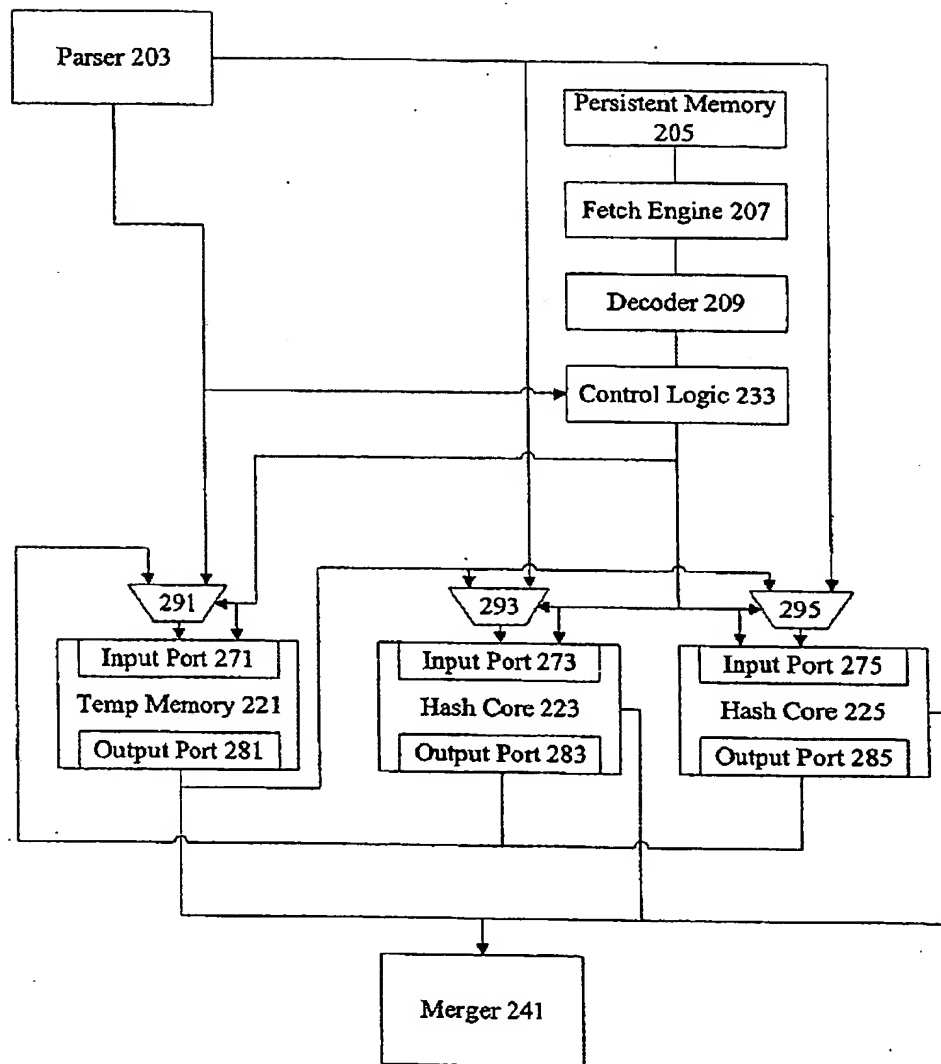 Parser 203
Persistent Memory
205
Fetch Engine 207
Decoder 209
Control Logic 233
291
293
295
Input Port 271
Temp Memory 221
Output Port 281
Input Port 273
Hash Core 223
Output Port 283
Input Port 275
Hash Core 225
Output Port 285
Merger 241